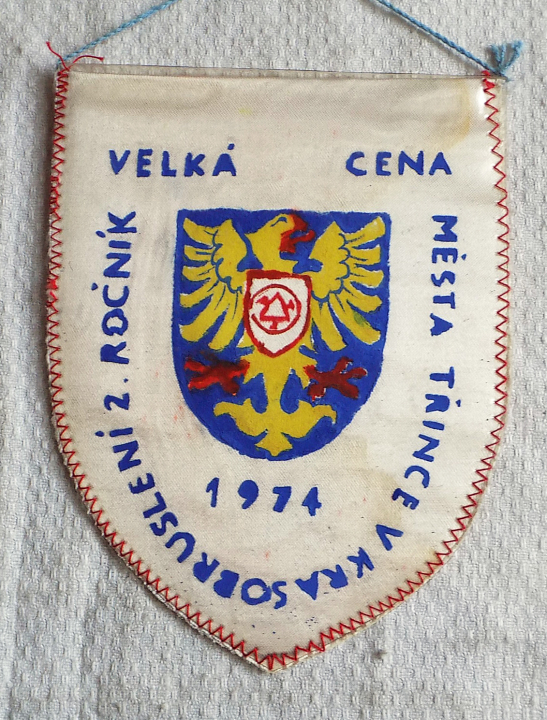 VELKÁ CENA
MĚSTA TŘINCE V KRASOBRUSLENÍ 2. ROČNÍK
1974